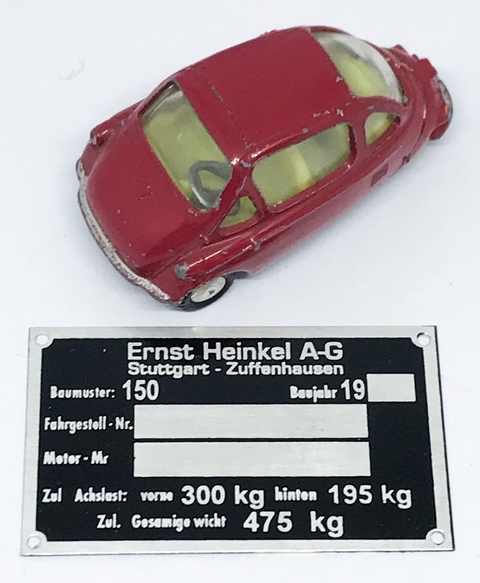 Ernst Heinkel A-G
Stuttgart - Zuffenhausen
Baumuster: 150 Baujahr 19
Fahrgestell - Nr.
Motor - Nr
Zul Achslast: vorne 300 kg hinten 195 kg
Zul. Gesamigewicht 475 kg